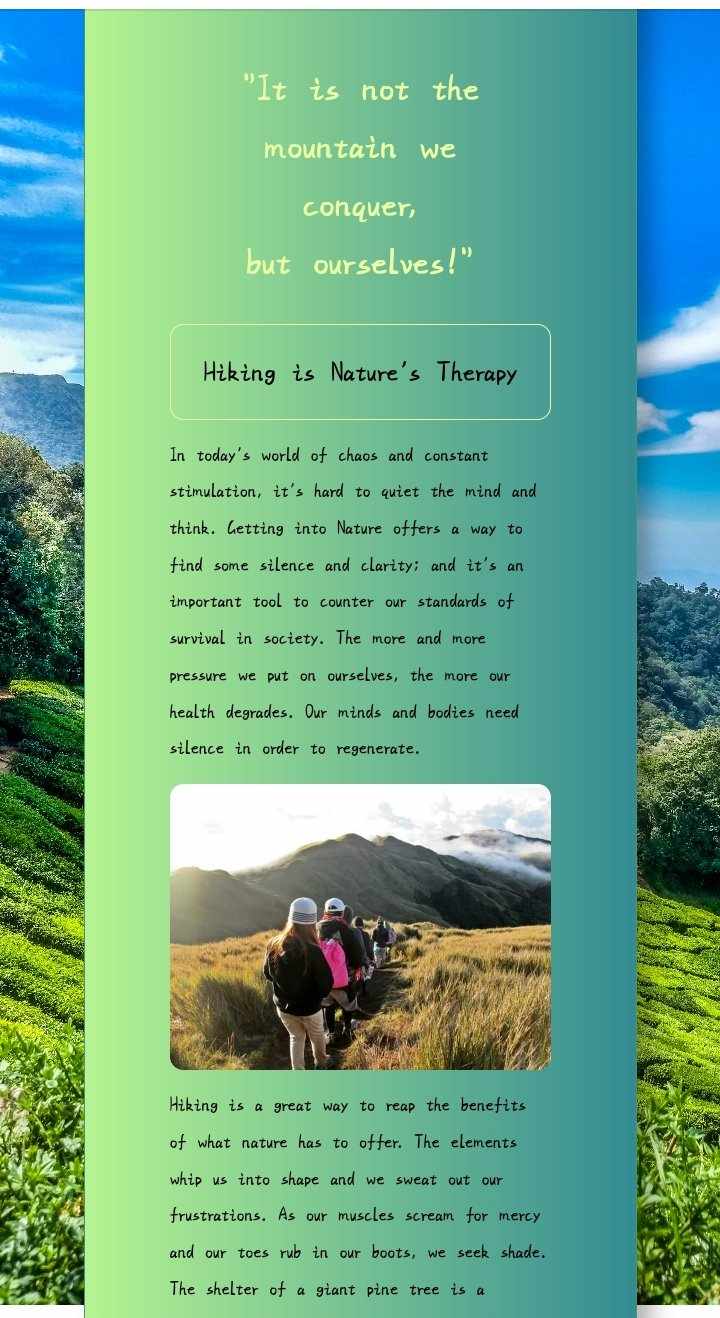 "It is not the
mountain we
conquer,
but ourselves!"
Hiking is Nature's Therapy
In today's world of chaos and constant
stimulation, it's hard to quiet the mind and
think. Getting into Nature offers a way to
find some silence and clarity; and it's an
important tool to counter our standards of
survival in society. The more and more
pressure we put on ourselves, the more our
health degrades. Our minds and bodies need
silence in order to regenerate.
Hiking is a great way to reap the benefits
of what nature has to offer. The elements
whip us into shape and we sweat out our
frustrations. As our muscles scream for mercy
and our toes rub in our boots, we seek shade.
The shelter of a giant pine tree is a